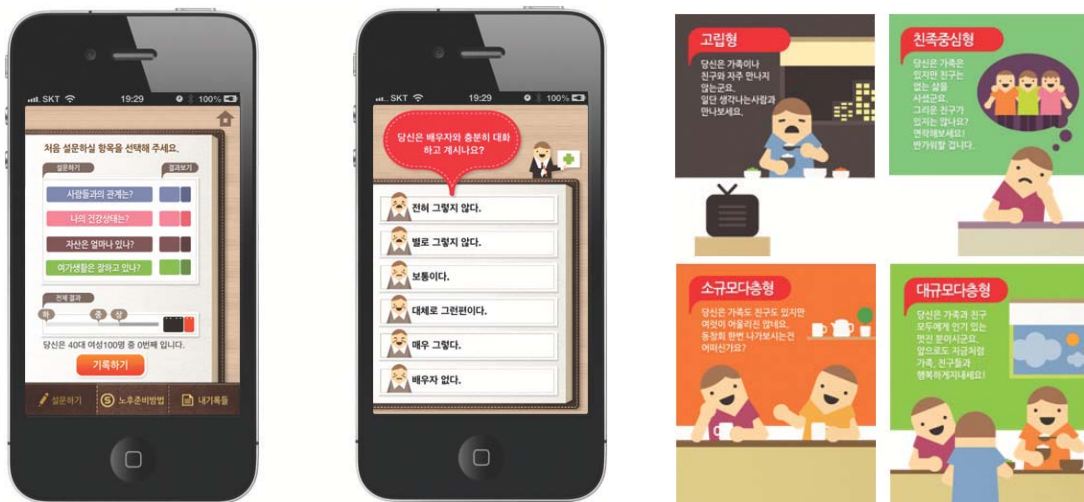 SKT 19:29 100%
처음 설문하실 항목을 선택해 주세요.
설문하기 결과보기
사람들과의 관계는?
나의 건강상태는?
자산은 얼마나 있나?
여가생활은 잘하고 있나?
전체 결과
하 중 상
당신은 40대 여성100명 중 0번째 입니다.
기록하기
설문하기 노후준비방법 내기록들
SKT 19:29 100%
당신은 배우자와 충분히 대화
하고 계시나요?
전혀 그렇지 않다.
별로 그렇지 않다.
보통이다.
대체로 그런편이다.
매우 그렇다.
배우자 없다.
고립형
당신은 가족이나
친구와 자주 만나지
않는군요.
일단 생각나는사람과
만나보세요.
친족중심형
당신은 가족은
있지만 친구는
없는 삶을
사셨군요.
그리운 친구가
있지는 않나요?
연락해보세요!
반가워할 겁니다.
소규모다층형
당신은 가족도 친구도 있지만
여럿이 어울리진 않네요.
동창회 한번 나가보시는건
어떠신가요?
대규모다층형
당신은 가족과 친구
모두에게 인기 있는
멋진 분이시군요.
앞으로도 지금처럼
가족, 친구들과
행복하게지내세요!